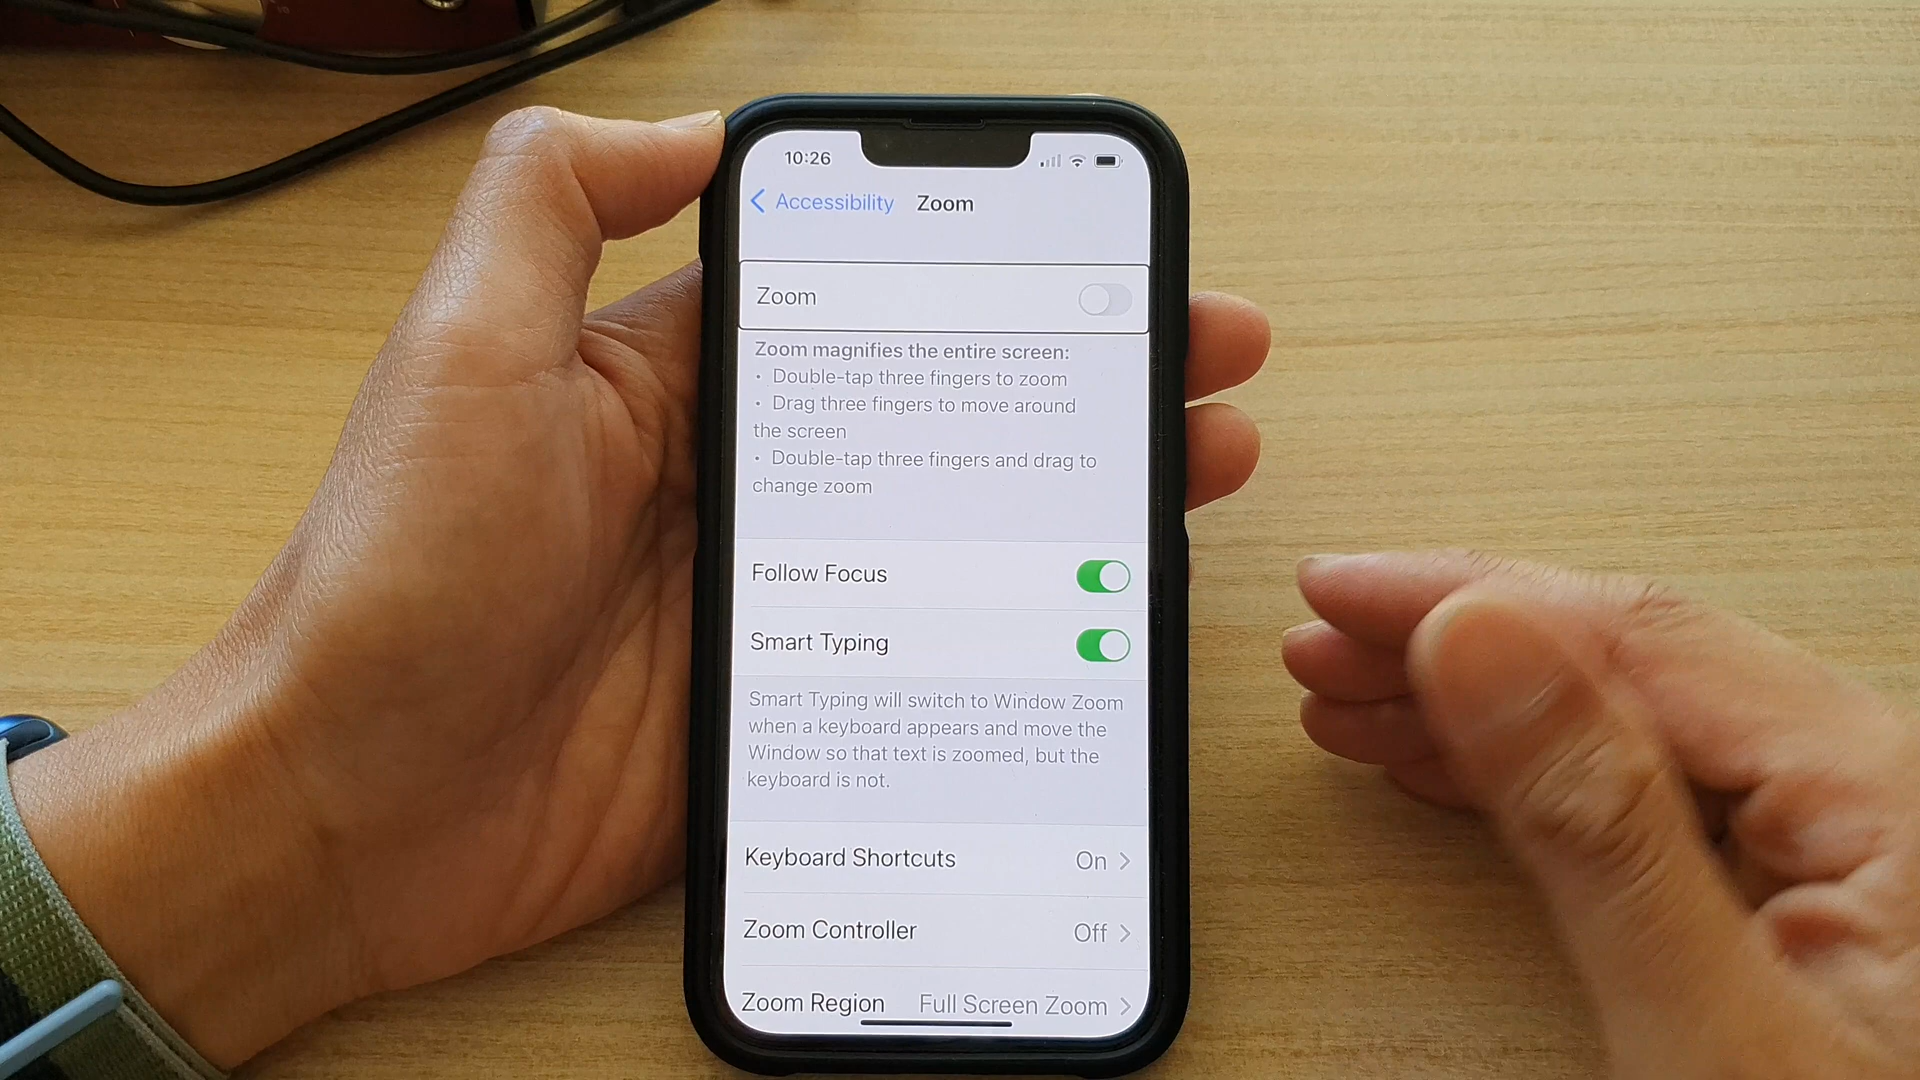 10:26
Accessibility Zoom
Zoom
Zoom magnifies the entire screen:
• Double-tap three fingers to zoom
• Drag three fingers to move around
the screen
• Double-tap three fingers and drag to
change zoom
Follow Focus
Smart Typing
Smart Typing will switch to Window Zoom
when a keyboard appears and move the
Window so that text is zoomed, but the
keyboard is not.
Keyboard Shortcuts On
Zoom Controller Off
Zoom Region Full Screen Zoom